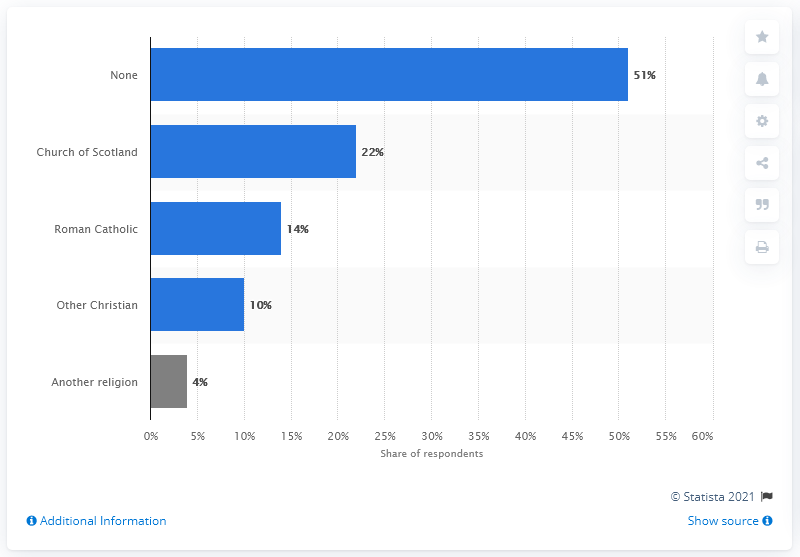 None
51%
Church of Scotland
22%
Roman Catholic
14%
Other Christian
10%
Another religion
4%
0% 5% 10% 15% 20% 25% 30% 35% 40% 45% 50% 55% 60%
Share of respondents
© Statista 2021
Additional Information
Show source